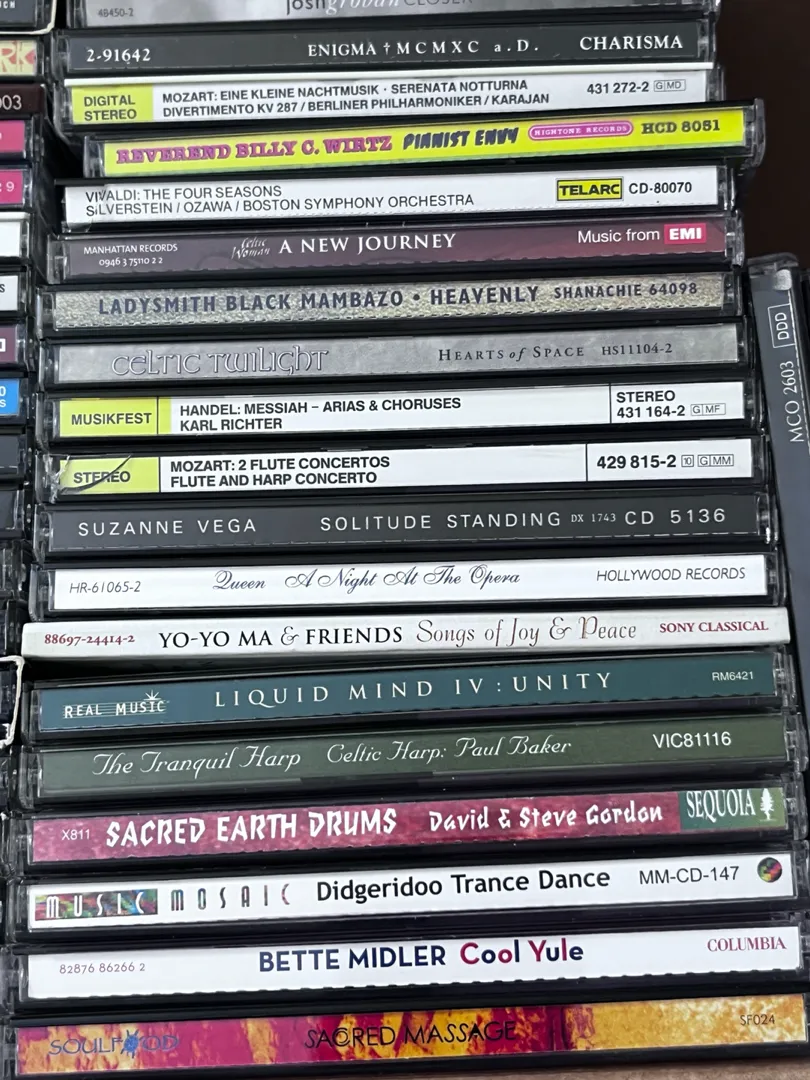 48450-2 josh groban CLOSER
2-91642 ENIGMA † MCMXC a.D. CHARISMA
DIGITAL STEREO
MOZART: EINE KLEINE NACHTMUSIK · SERENATA NOTTURNA
DIVERTIMENTO KV 287 / BERLINER PHILHARMONIKER / KARAJAN
431 272-2 G MD
REVEREND BILLY C. WIRTZ PIANIST ENVY HIGHTONE RECORDS HCD 8051
VIVALDI: THE FOUR SEASONS
SILVERSTEIN / OZAWA / BOSTON SYMPHONY ORCHESTRA
TELARC CD-80070
MANHATTAN RECORDS
0946 3 75110 2 2
Celtic Woman A NEW JOURNEY Music from EMI
LADYSMITH BLACK MAMBAZO • HEAVENLY SHANACHIE 64098
CELTIC TWILIGHT HEARTS of SPACE HS11104-2
MUSIKFEST
HANDEL: MESSIAH – ARIAS & CHORUSES
KARL RICHTER
STEREO
431 164-2 G MF
STEREO
MOZART: 2 FLUTE CONCERTOS
FLUTE AND HARP CONCERTO
429 815-2 10 G MM
SUZANNE VEGA SOLITUDE STANDING DX 1743 CD 5136
HR-61065-2 Queen A Night At The Opera HOLLYWOOD RECORDS
88697-24414-2 YO-YO MA & FRIENDS Songs of Joy & Peace SONY CLASSICAL
REAL MUSIC LIQUID MIND IV : UNITY RM6421
The Tranquil Harp Celtic Harp: Paul Baker VIC81116
X811 SACRED EARTH DRUMS David & Steve Gordon SEQUOIA
MUSIC MOSAIC Didgeridoo Trance Dance MM-CD-147
82876 86266 2 BETTE MIDLER Cool Yule COLUMBIA
SOULFOOD SACRED MASSAGE SF024
MCO 2603 DDD